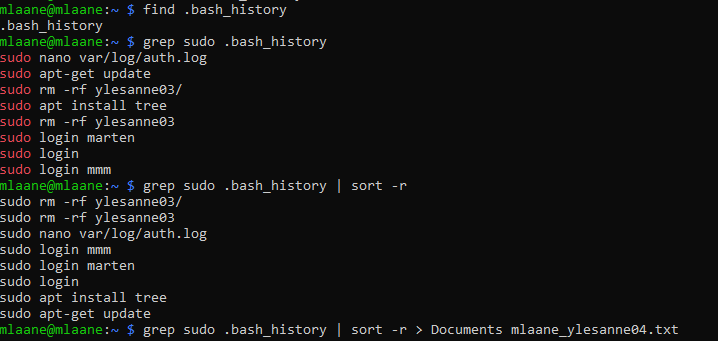 mlaane@mlaane:~ $ find .bash_history
.bash_history
mlaane@mlaane:~ $ grep sudo .bash_history
sudo nano var/log/auth.log
sudo apt-get update
sudo rm -rf ylesanne03/
sudo apt install tree
sudo rm -rf ylesanne03
sudo login marten
sudo login
sudo login mmm
mlaane@mlaane:~ $ grep sudo .bash_history | sort -r
sudo rm -rf ylesanne03/
sudo rm -rf ylesanne03
sudo nano var/log/auth.log
sudo login mmm
sudo login marten
sudo login
sudo apt install tree
sudo apt-get update
mlaane@mlaane:~ $ grep sudo .bash_history | sort -r > Documents mlaane_ylesanne04.txt